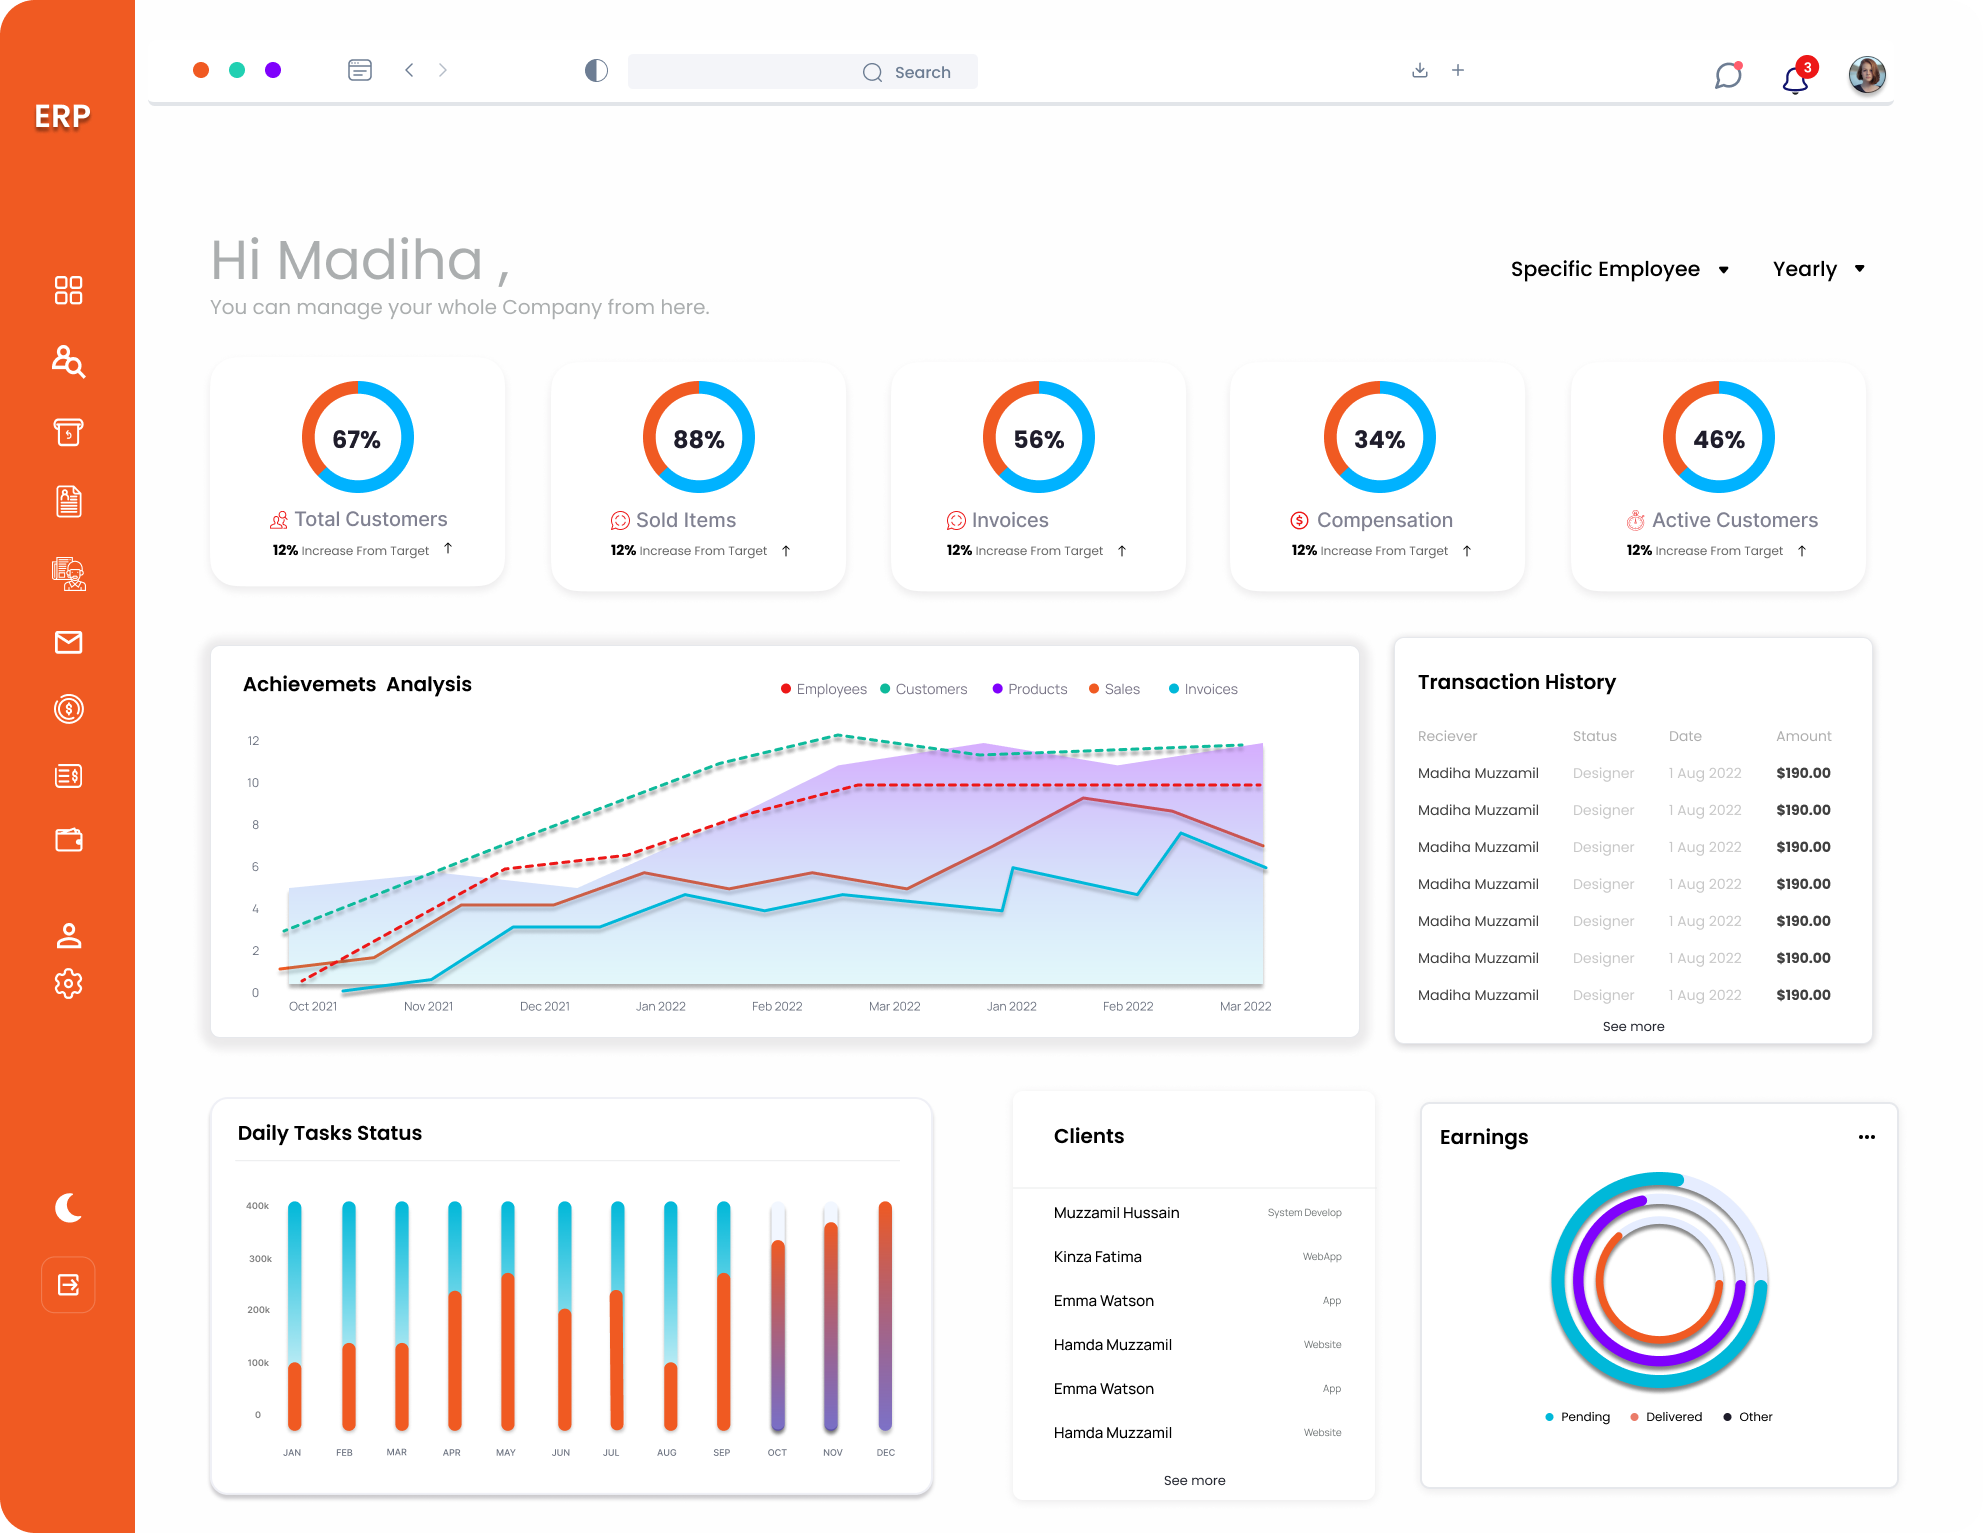 ERP
Search
3
Hi Madiha ,
You can manage your whole Company from here.
Specific Employee
Yearly
67%
Total Customers
12% Increase From Target
88%
Sold Items
12% Increase From Target
56%
Invoices
12% Increase From Target
34%
Compensation
12% Increase From Target
46%
Active Customers
12% Increase From Target
Achievemets Analysis
Employees Customers Products Sales Invoices
12
10
8
6
4
2
0
Oct 2021 Nov 2021 Dec 2021 Jan 2022 Feb 2022 Mar 2022 Jan 2022 Feb 2022 Mar 2022
Transaction History
Reciever Status Date Amount
Madiha Muzzamil Designer 1 Aug 2022 $190.00
Madiha Muzzamil Designer 1 Aug 2022 $190.00
Madiha Muzzamil Designer 1 Aug 2022 $190.00
Madiha Muzzamil Designer 1 Aug 2022 $190.00
Madiha Muzzamil Designer 1 Aug 2022 $190.00
Madiha Muzzamil Designer 1 Aug 2022 $190.00
Madiha Muzzamil Designer 1 Aug 2022 $190.00
See more
Daily Tasks Status
400k
300k
200k
100k
0
JAN FEB MAR APR MAY JUN JUL AUG SEP OCT NOV DEC
Clients
Muzzamil Hussain System Develop
Kinza Fatima WebApp
Emma Watson App
Hamda Muzzamil Website
Emma Watson App
Hamda Muzzamil Website
See more
Earnings
Pending Delivered Other